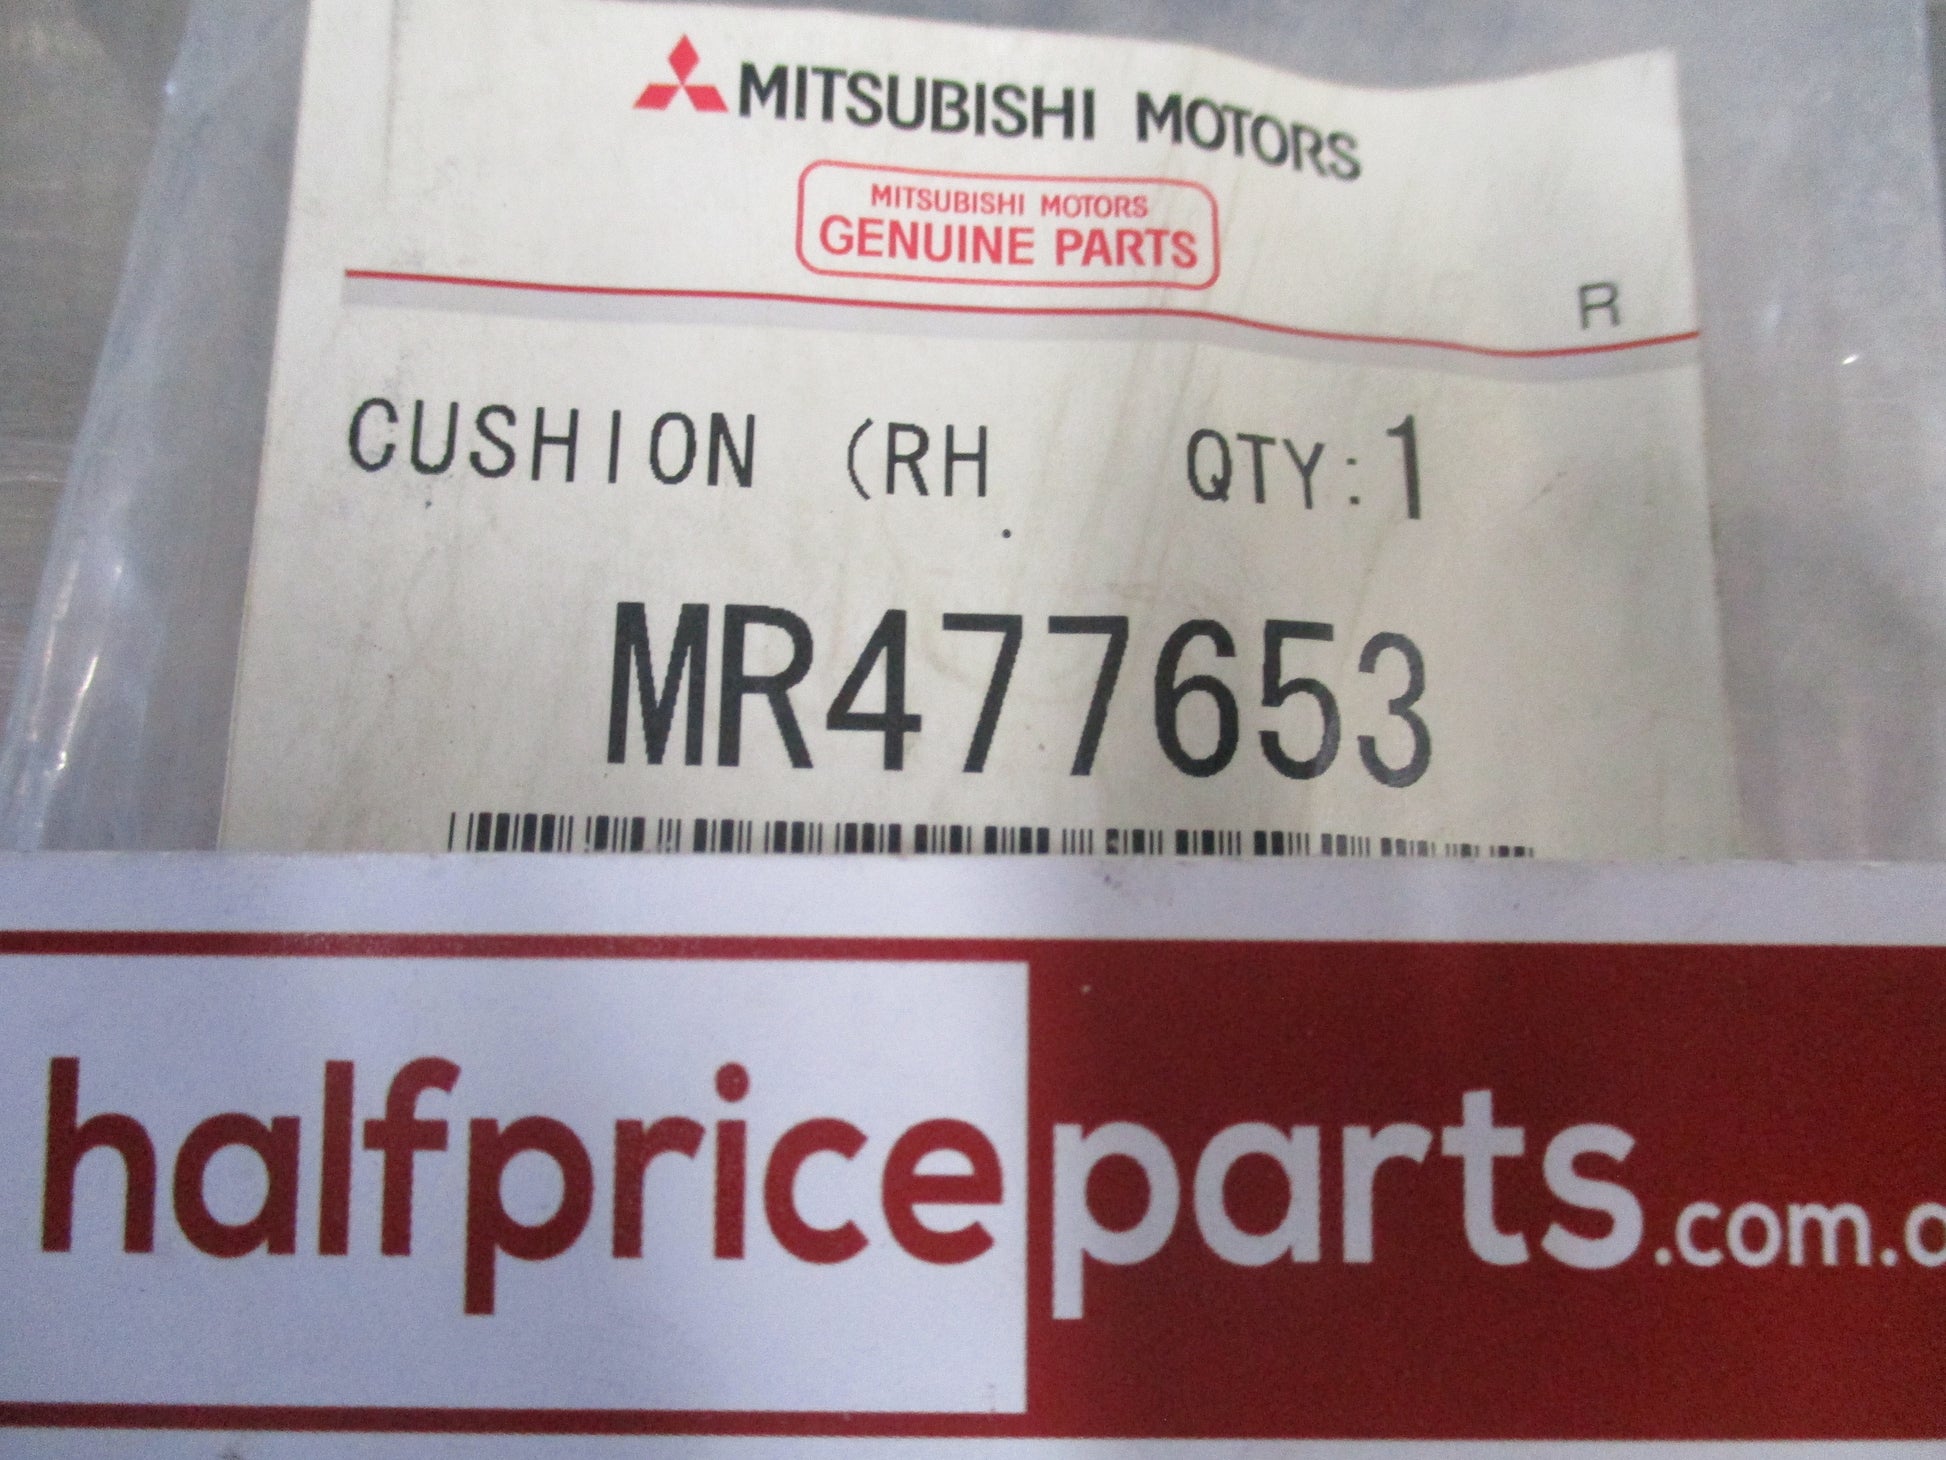 MITSUBISHI MOTORS
MITSUBISHI MOTORS
GENUINE PARTS
R
CUSHION (RH QTY:1
MR477653
halfpriceparts.com.a